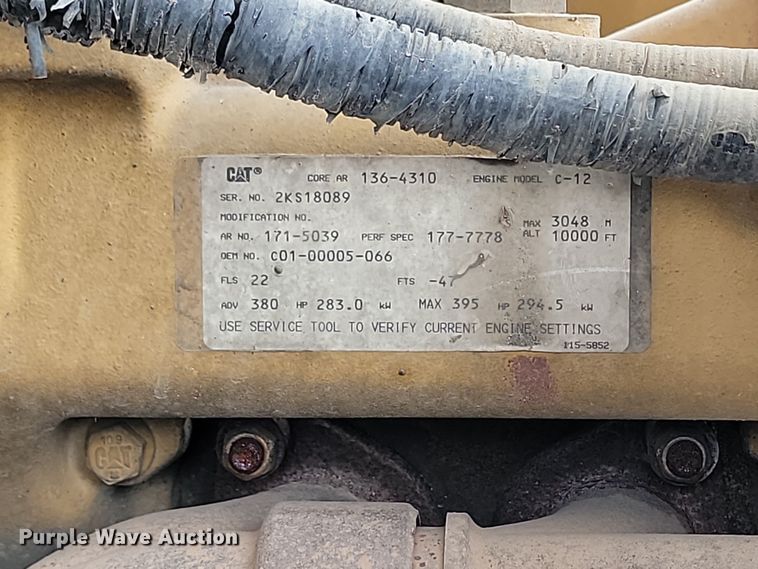 CAT® CORE AR 136-4310 ENGINE MODEL C-12
SER. NO. 2KS18089
MODIFICATION NO.
AR NO. 171-5039 PERF SPEC 177-7778 MAX ALT 3048 M 10000 FT
OEM NO. C01-00005-066
FLS 22 FTS -47
ADV 380 HP 283.0 kW MAX 395 HP 294.5 kW
USE SERVICE TOOL TO VERIFY CURRENT ENGINE SETTINGS
115-5852
10.9
CAT
Purple Wave Auction